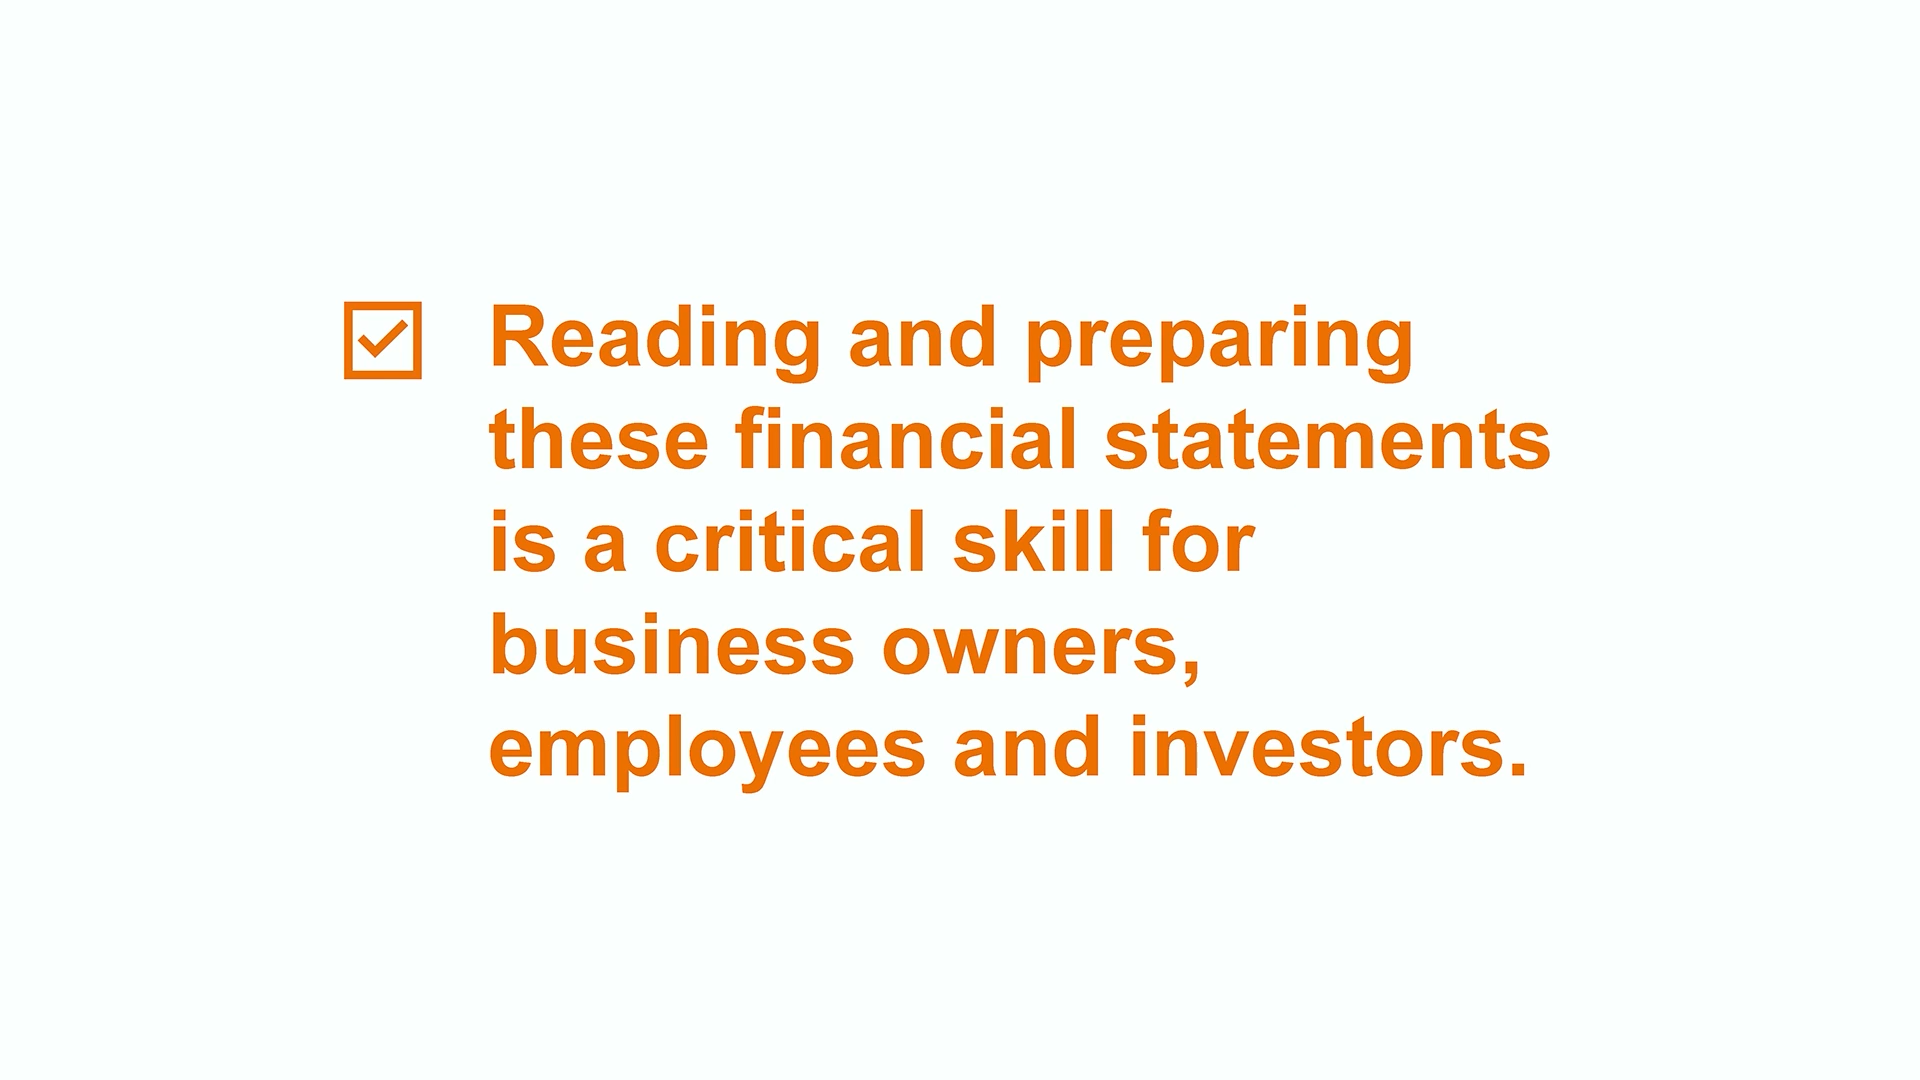 Reading and preparing
these financial statements
is a critical skill for
business owners,
employees and investors.